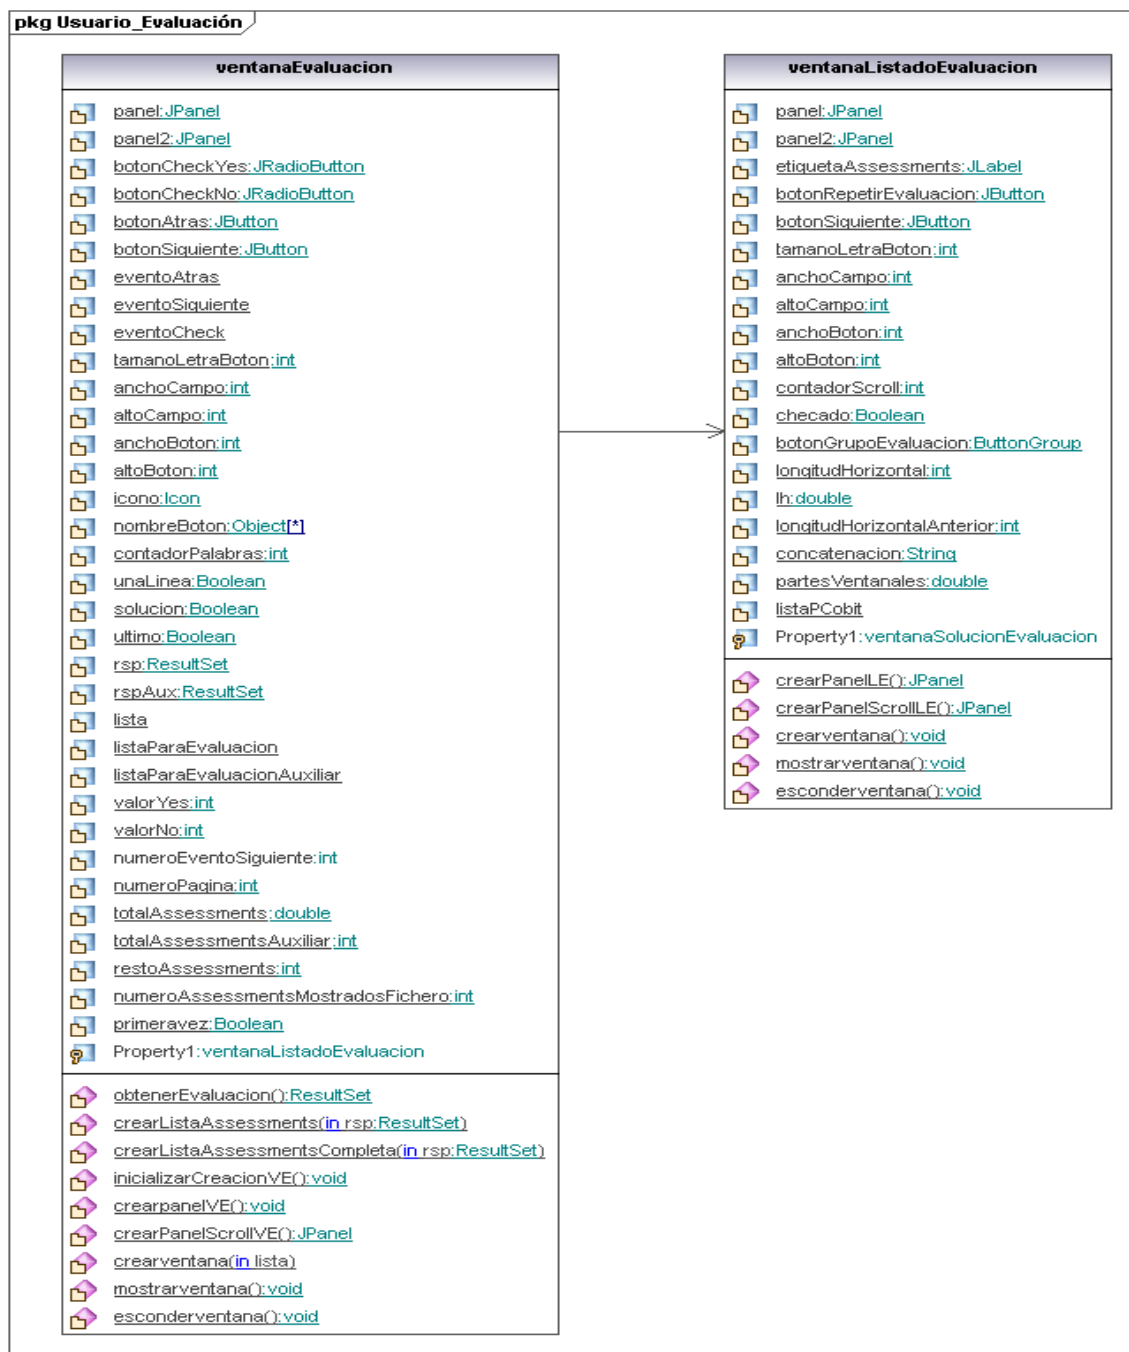 pkg Usuario_Evaluación
ventanaEvaluacion
panel:JPanel
panel2:JPanel
botonCheckYes:JRadioButton
botonCheckNo:JRadioButton
botonAtras:JButton
botonSiguiente:JButton
eventoAtras
eventoSiguiente
eventoCheck
tamanoLetraBoton:int
anchoCampo:int
altoCampo:int
anchoBoton:int
altoBoton:int
icono:Icon
nombreBoton:Object[*]
contadorPalabras:int
unaLinea:Boolean
solucion:Boolean
ultimo:Boolean
rsp:ResultSet
rspAux:ResultSet
lista
listaParaEvaluacion
listaParaEvaluacionAuxiliar
valorYes:int
valorNo:int
numeroEventoSiguiente:int
numeroPagina:int
totalAssessments:double
totalAssessmentsAuxiliar:int
restoAssessments:int
numeroAssessmentsMostradosFichero:int
primeravez:Boolean
Property1:ventanaListadoEvaluacion
obtenerEvaluacion():ResultSet
crearListaAssessments(in rsp:ResultSet)
crearListaAssessmentsCompleta(in rsp:ResultSet)
inicializarCreacionVE():void
crearpanelVE():void
crearPanelScrollVE():JPanel
crearventana(in lista)
mostrarventana():void
esconderventana():void
ventanaListadoEvaluacion
panel:JPanel
panel2:JPanel
etiquetaAssessments:JLabel
botonRepetirEvaluacion:JButton
botonSiguiente:JButton
tamanoLetraBoton:int
anchoCampo:int
altoCampo:int
anchoBoton:int
altoBoton:int
contadorScroll:int
checado:Boolean
botonGrupoEvaluacion:ButtonGroup
longitudHorizontal:int
lh:double
longitudHorizontalAnterior:int
concatenacion:String
partesVentanales:double
listaPCobit
Property1:ventanaSolucionEvaluacion
crearPanelLE():JPanel
crearPanelScrollLE():JPanel
crearventana():void
mostrarventana():void
esconderventana():void